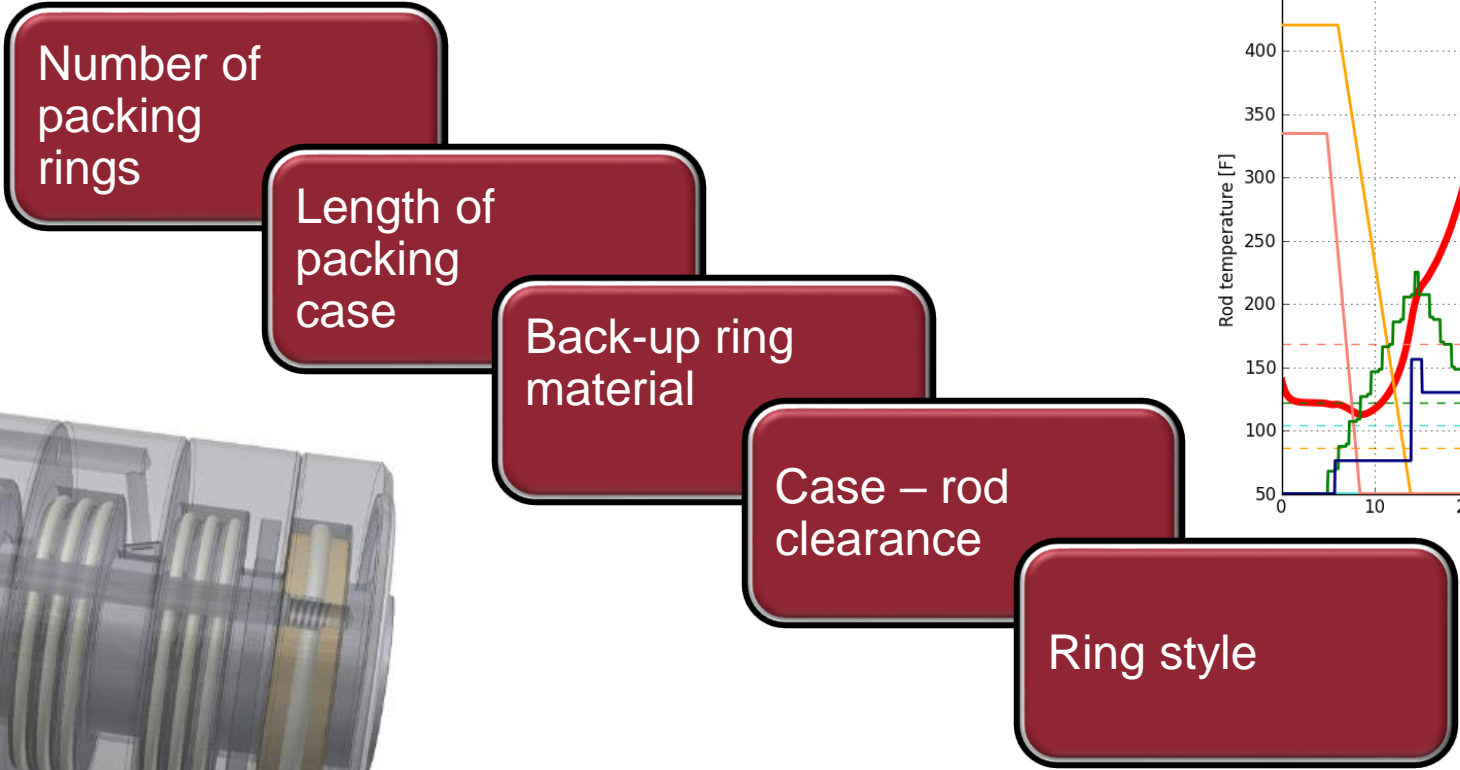 Number of
packing
rings
Length of
packing
case
Back-up ring
material
Case – rod
clearance
Ring style
Rod temperature [F]
400
350
300
250
200
150
100
50
0 10